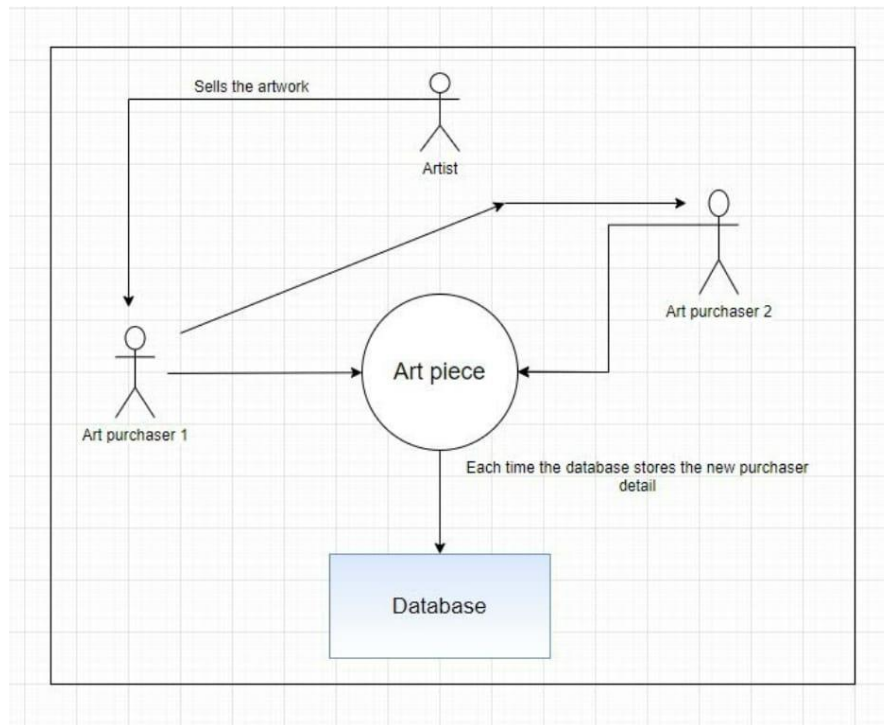 Sells the artwork
Artist
Art purchaser 2
Art piece
Art purchaser 1
Each time the database stores the new purchaser
detail
Database